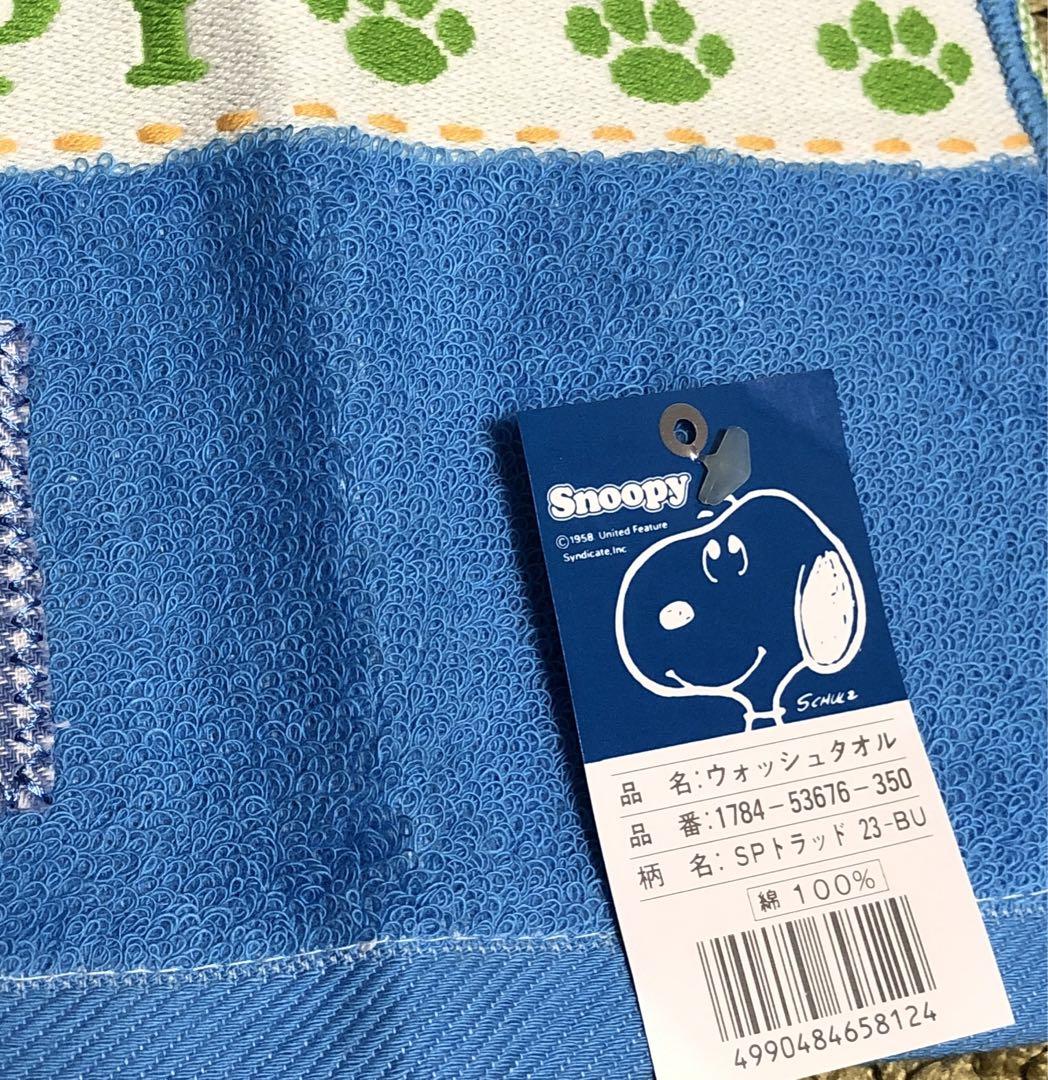 Snoopy
©1958 United Feature
Syndicate,Inc
SCHULZ
品 名:ウォッシュタオル
品 番:1784-53676-350
柄 名:SPトラッド 23-BU
綿 100%
4990484658124